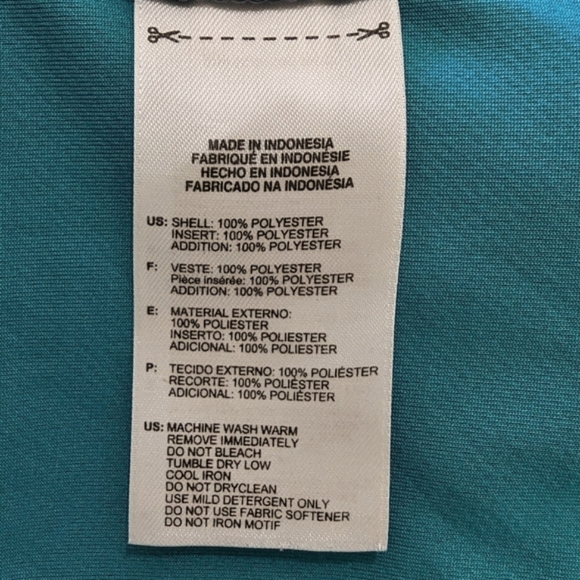 MADE IN INDONESIA
FABRIQUÉ EN INDONÉSIE
HECHO EN INDONESIA
FABRICADO NA INDONÉSIA
US: SHELL: 100% POLYESTER
INSERT: 100% POLYESTER
ADDITION: 100% POLYESTER
F: VESTE: 100% POLYESTER
Pièce insérée: 100% POLYESTER
ADDITION: 100% POLYESTER
E: MATERIAL EXTERNO:
100% POLIESTER
INSERTO: 100% POLIESTER
ADICIONAL: 100% POLIESTER
P: TECIDO EXTERNO: 100% POLIÉSTER
RECORTE: 100% POLIÉSTER
ADICIONAL: 100% POLIÉSTER
US: MACHINE WASH WARM
REMOVE IMMEDIATELY
DO NOT BLEACH
TUMBLE DRY LOW
COOL IRON
DO NOT DRYCLEAN
USE MILD DETERGENT ONLY
DO NOT USE FABRIC SOFTENER
DO NOT IRON MOTIF